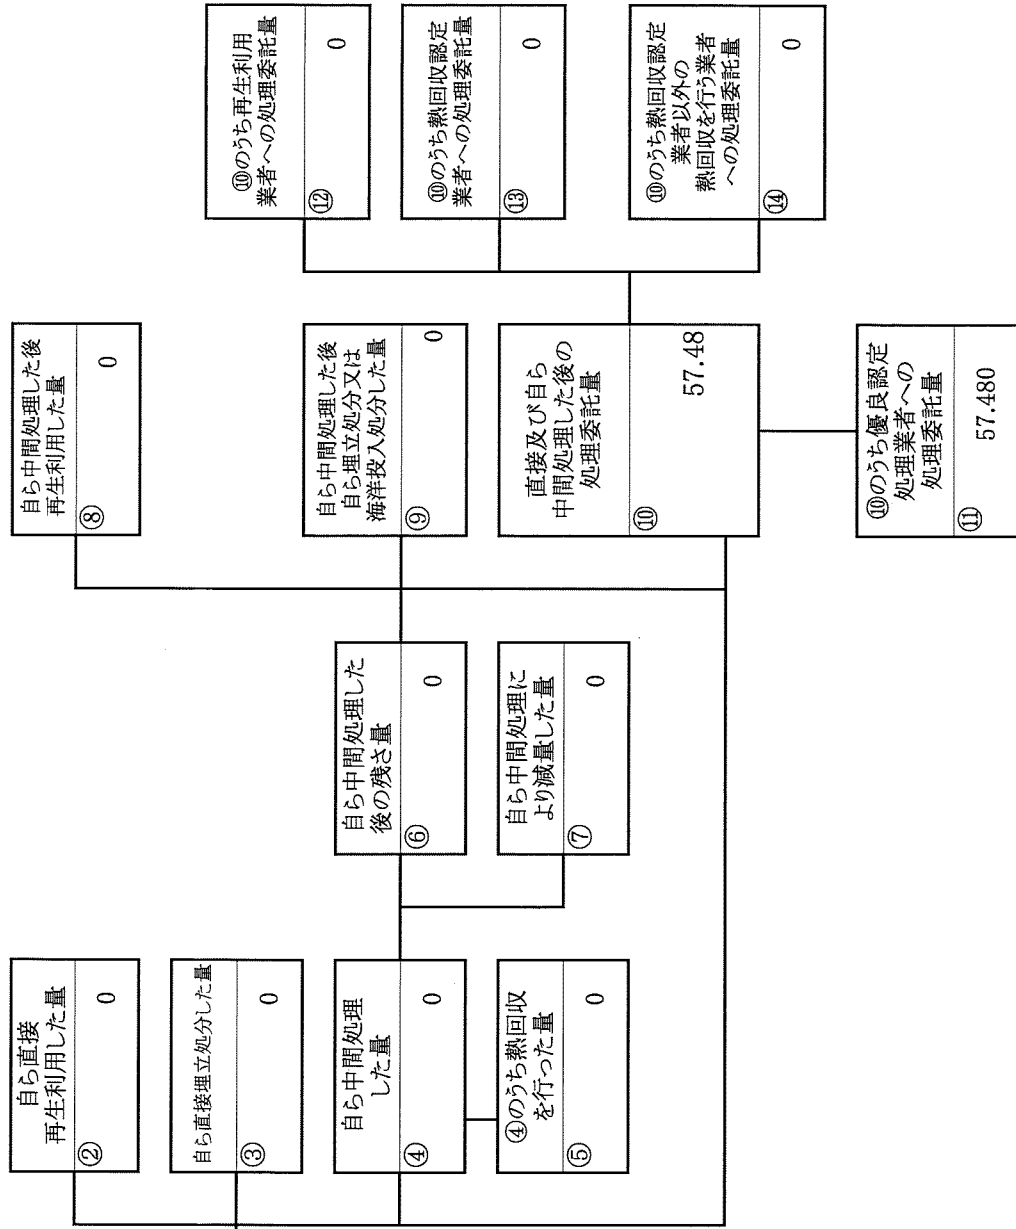 自ら直接
再生利用した量
②
0
自ら直接埋立処分した量
③
0
自ら中間処理
した量
④
0
④のうち熱回収
を行った量
⑤
0
自ら中間処理した
後の残さ量
⑥
0
自ら中間処理に
より減量した量
⑦
0
自ら中間処理した後
再生利用した量
⑧
0
自ら中間処理した後
自ら埋立処分又は
海洋投入処分した量
⑨
0
直接及び自ら
中間処理した後の
処理委託量
⑩
57.48
⑩のうち優良認定
処理業者への
処理委託量
⑪
57.480
⑩のうち再生利用
業者への処理委託量
⑫
0
⑩のうち熱回収認定
業者への処理委託量
⑬
0
⑩のうち熱回収認定
業者以外の
熱回収を行う業者
への処理委託量
⑭
0